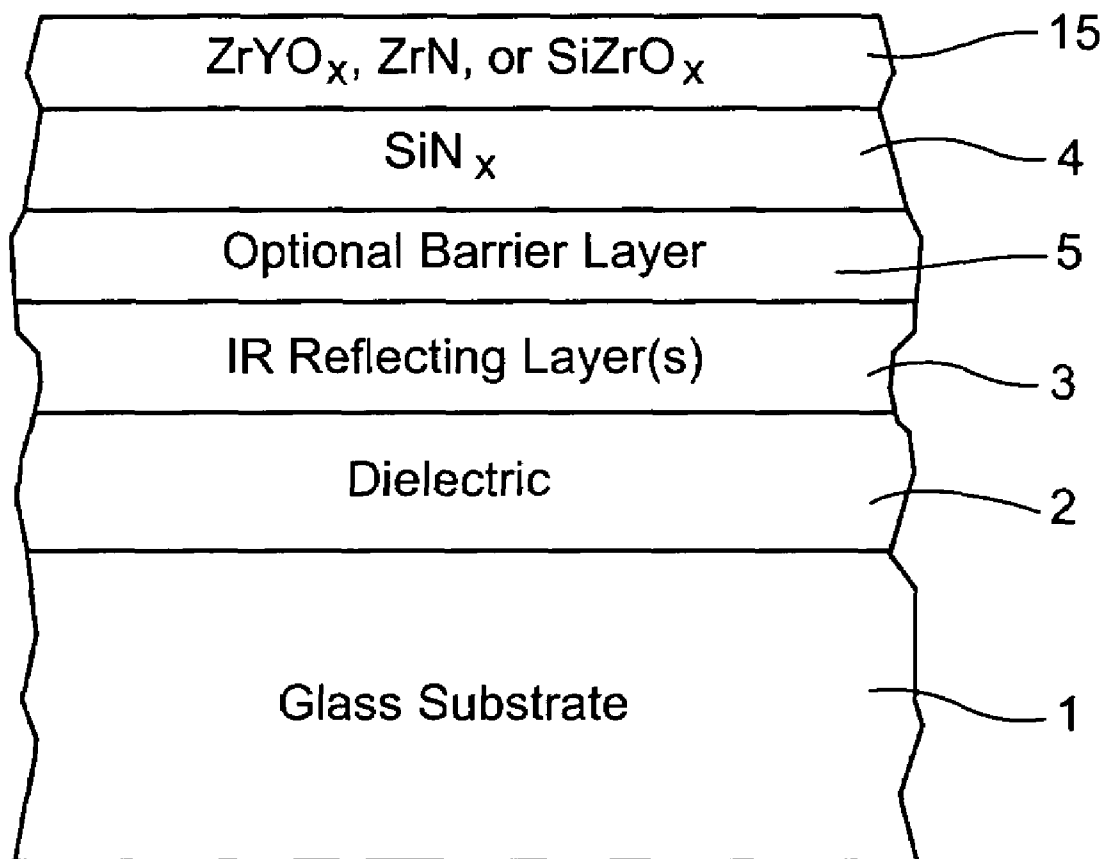 ZrYOx, ZrN, or SiZrOx 15
SiNx 4
Optional Barrier Layer 5
IR Reflecting Layer(s) 3
Dielectric 2
Glass Substrate 1